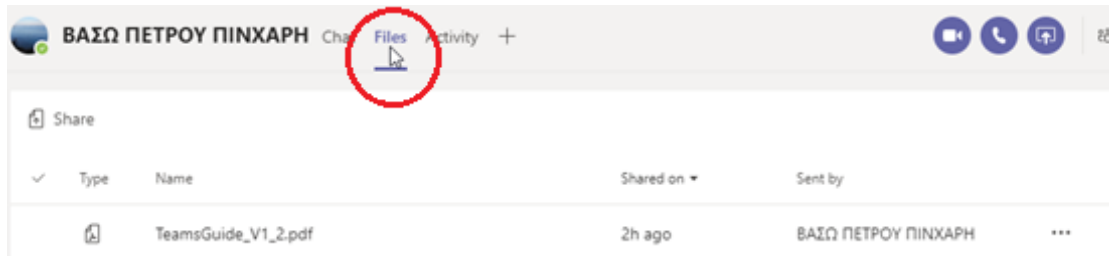 ΒΑΣΩ ΠΕΤΡΟΥ ΠΙΝΧΑΡΗ Cha Files Activity +
Share
Type Name Shared on Sent by
TeamsGuide_V1_2.pdf 2h ago ΒΑΣΩ ΠΕΤΡΟΥ ΠΙΝΧΑΡΗ ...